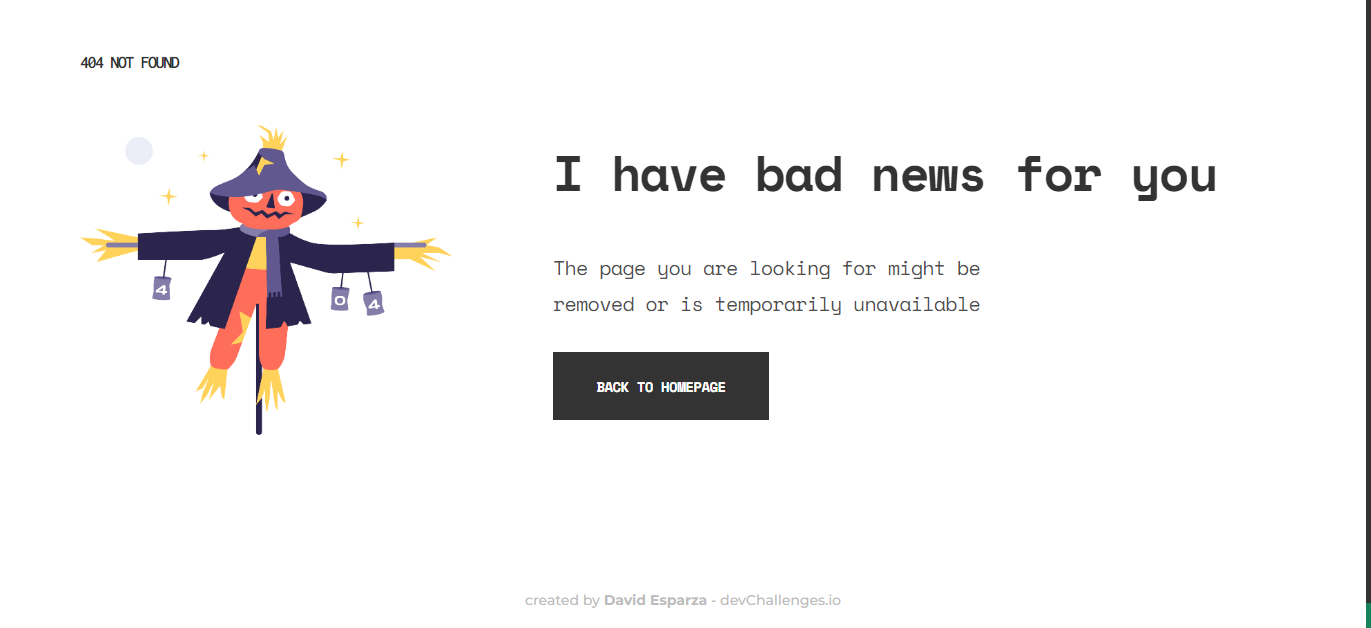 404 NOT FOUND
I have bad news for you
The page you are looking for might be
removed or is temporarily unavailable
4
0
4
BACK TO HOMEPAGE
created by David Esparza - devChallenges.io